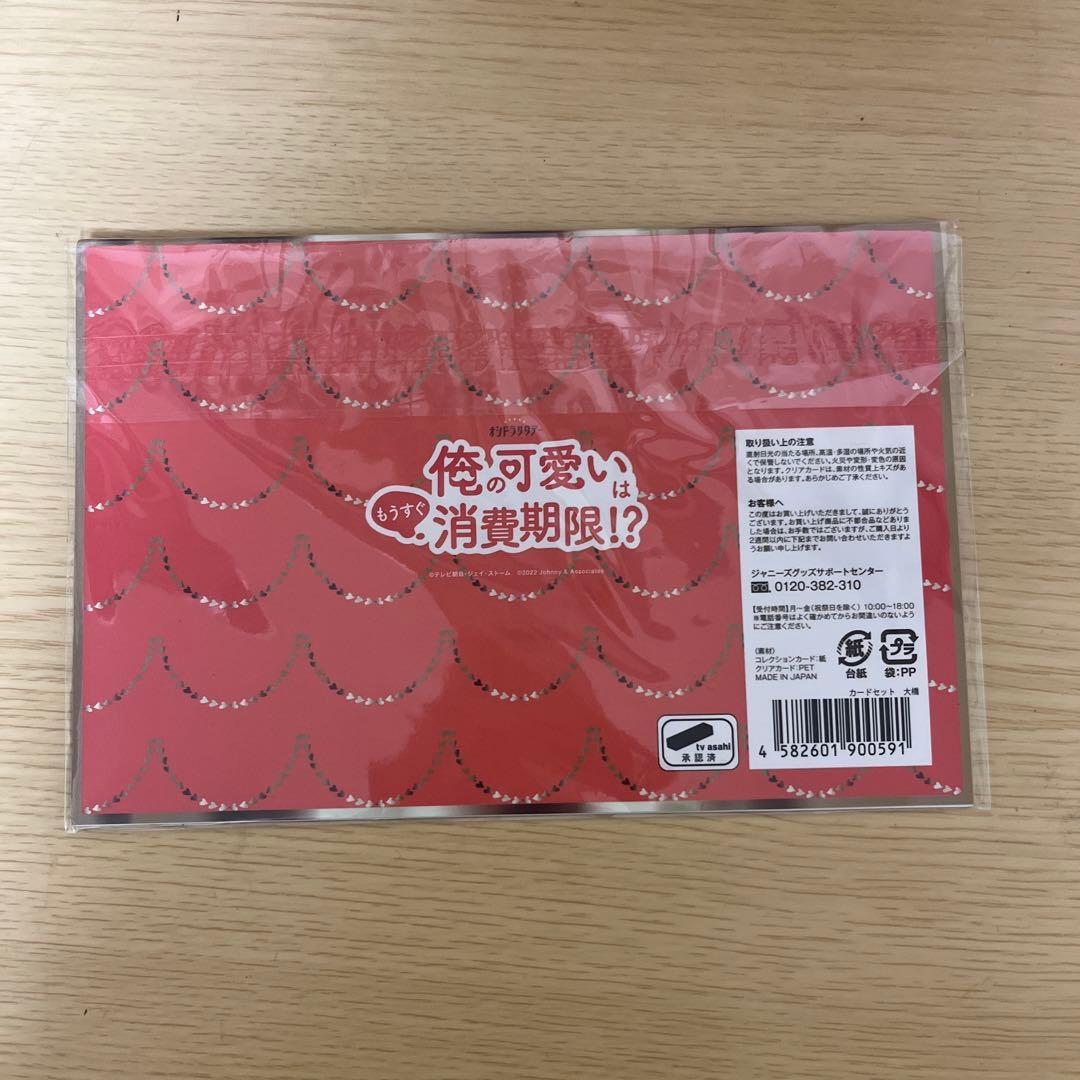 オシドラサタデー
俺の可愛いは
もうすぐ
消費期限!?
©テレビ朝日・ジェイ・ストーム ©2022 Johnny & Associates
取り扱い上の注意
直射日光の当たる場所、高温・多湿の場所や火気の近
くで保管しないでください。火災や変形・変色の原因
となります。クリアカードは、素材の性質上キズがあ
る場合があります。あらかじめご了承ください。
お客様へ
この度はお買い上げいただきまして、誠にありがとう
ございます。お買い上げ商品に不都合品などありまし
た場合は、お手数ではございますが、ご購入日より
2週間以内に下記までお問い合わせいただきますよ
うお願い申し上げます。
ジャニーズグッズサポートセンター
0120-382-310
【受付時間】月〜金(祝祭日を除く) 10:00〜18:00
※電話番号はよく確かめてからお間違いのないよう
にご注意ください。
〈素材〉
コレクションカード:紙
クリアカード:PET
MADE IN JAPAN
紙
台紙
プラ
袋:PP
カードセット 大橋
4 582601 900591
tv asahi
承認済